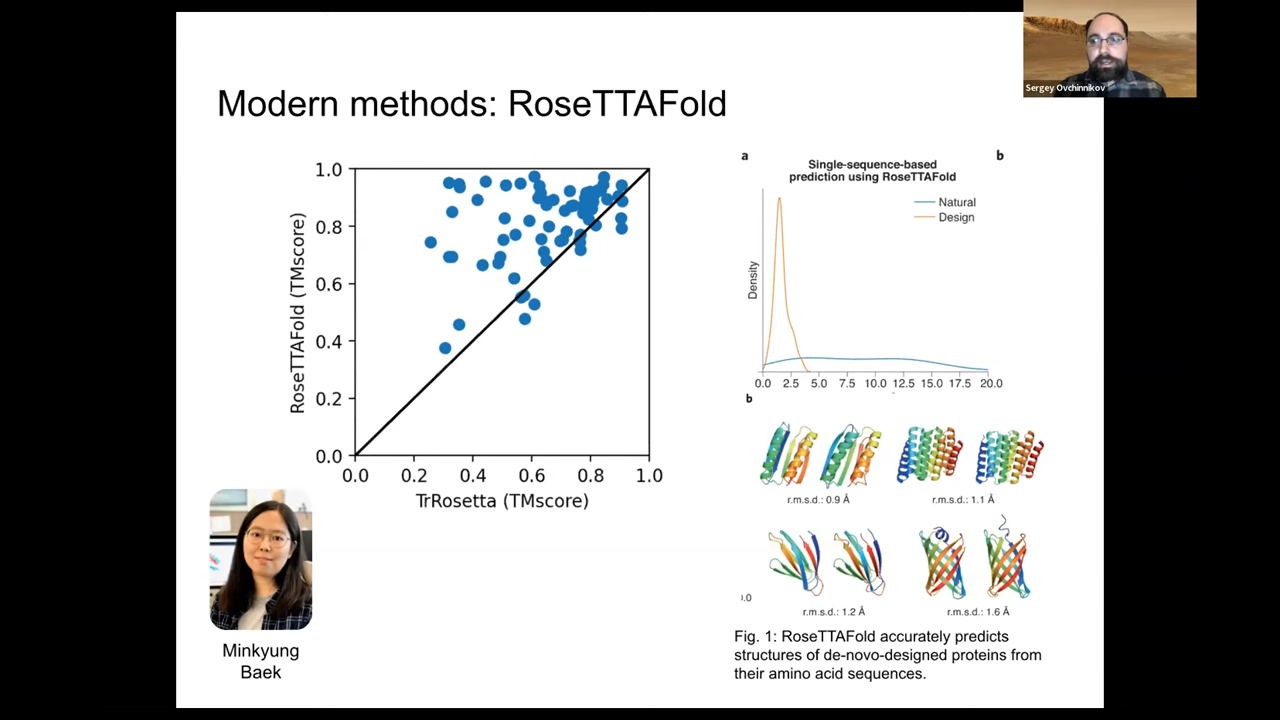 Sergey Ovchinnikov
Modern methods: RoseTTAFold
1.0
0.8
0.6
0.4
0.2
0.0
RoseTTAFold (TMscore)
0.0 0.2 0.4 0.6 0.8 1.0
TrRosetta (TMscore)
Minkyung
Baek
a
b
Single-sequence-based
prediction using RoseTTAFold
Natural
Design
Density
0.0 2.5 5.0 7.5 10.0 12.5 15.0 17.5 20.0
b
r.m.s.d.: 0.9 Å
r.m.s.d.: 1.1 Å
r.m.s.d.: 1.2 Å
r.m.s.d.: 1.6 Å
Fig. 1: RoseTTAFold accurately predicts
structures of de-novo-designed proteins from
their amino acid sequences.